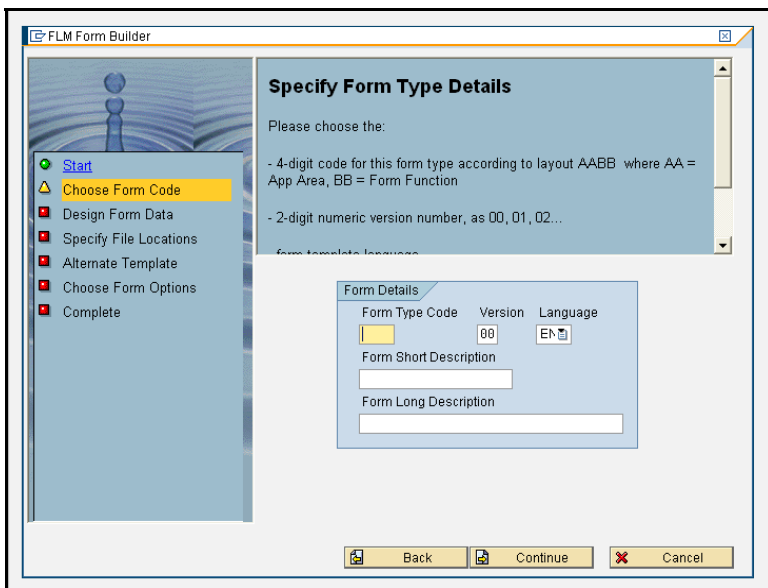 FLM Form Builder
Start
Choose Form Code
Design Form Data
Specify File Locations
Alternate Template
Choose Form Options
Complete
Specify Form Type Details
Please choose the:
- 4-digit code for this form type according to layout AABB where AA =
App Area, BB = Form Function
- 2-digit numeric version number, as 00, 01, 02...
- form template language
Form Details
Form Type Code Version Language
00 EN
Form Short Description
Form Long Description
Back Continue Cancel